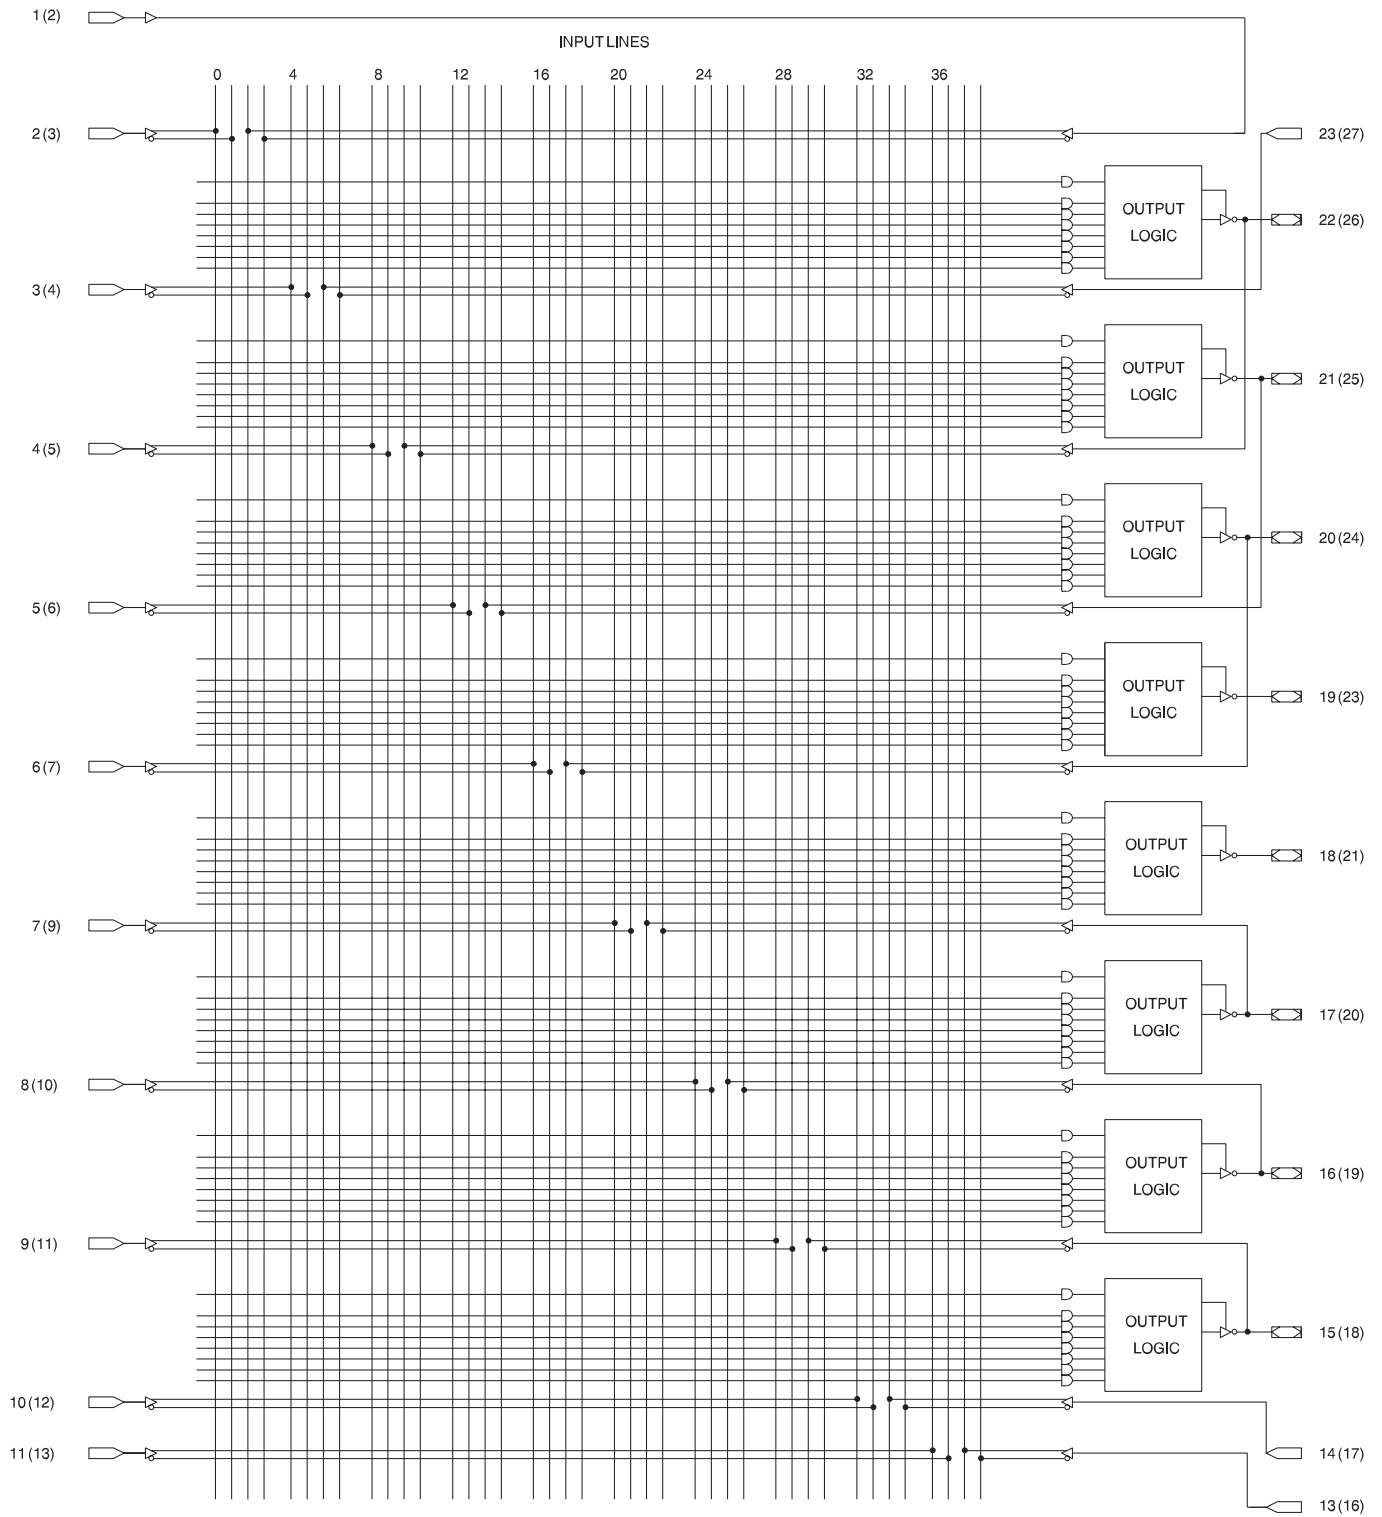 1(2)
INPUT LINES
0 4 8 12 16 20 24 28 32 36
2(3)
23(27)
OUTPUT
LOGIC
22(26)
3(4)
OUTPUT
LOGIC
21(25)
4(5)
OUTPUT
LOGIC
20(24)
5(6)
OUTPUT
LOGIC
19(23)
6(7)
OUTPUT
LOGIC
18(21)
7(9)
OUTPUT
LOGIC
17(20)
8(10)
OUTPUT
LOGIC
16(19)
9(11)
OUTPUT
LOGIC
15(18)
10(12)
11(13)
14(17)
13(16)